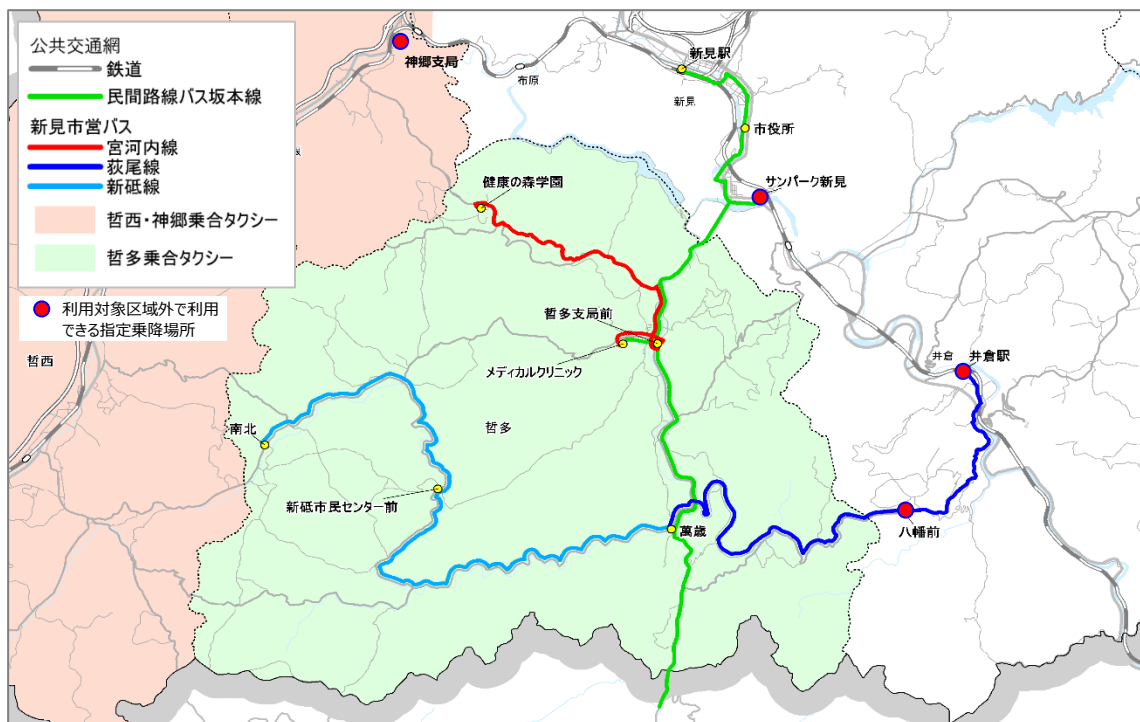 公共交通網
鉄道
民間路線バス坂本線
新見市営バス
宮河内線
荻尾線
新砥線
哲西・神郷乗合タクシー
哲多乗合タクシー
利用対象区域外で利用
できる指定乗降場所
神郷支局
布原
新見駅
新見
市役所
サンパーク新見
健康の森学園
哲多支局前
メディカルクリニック
哲西
井倉
井倉駅
南北
哲多
新砥市民センター前
萬歳
八幡前